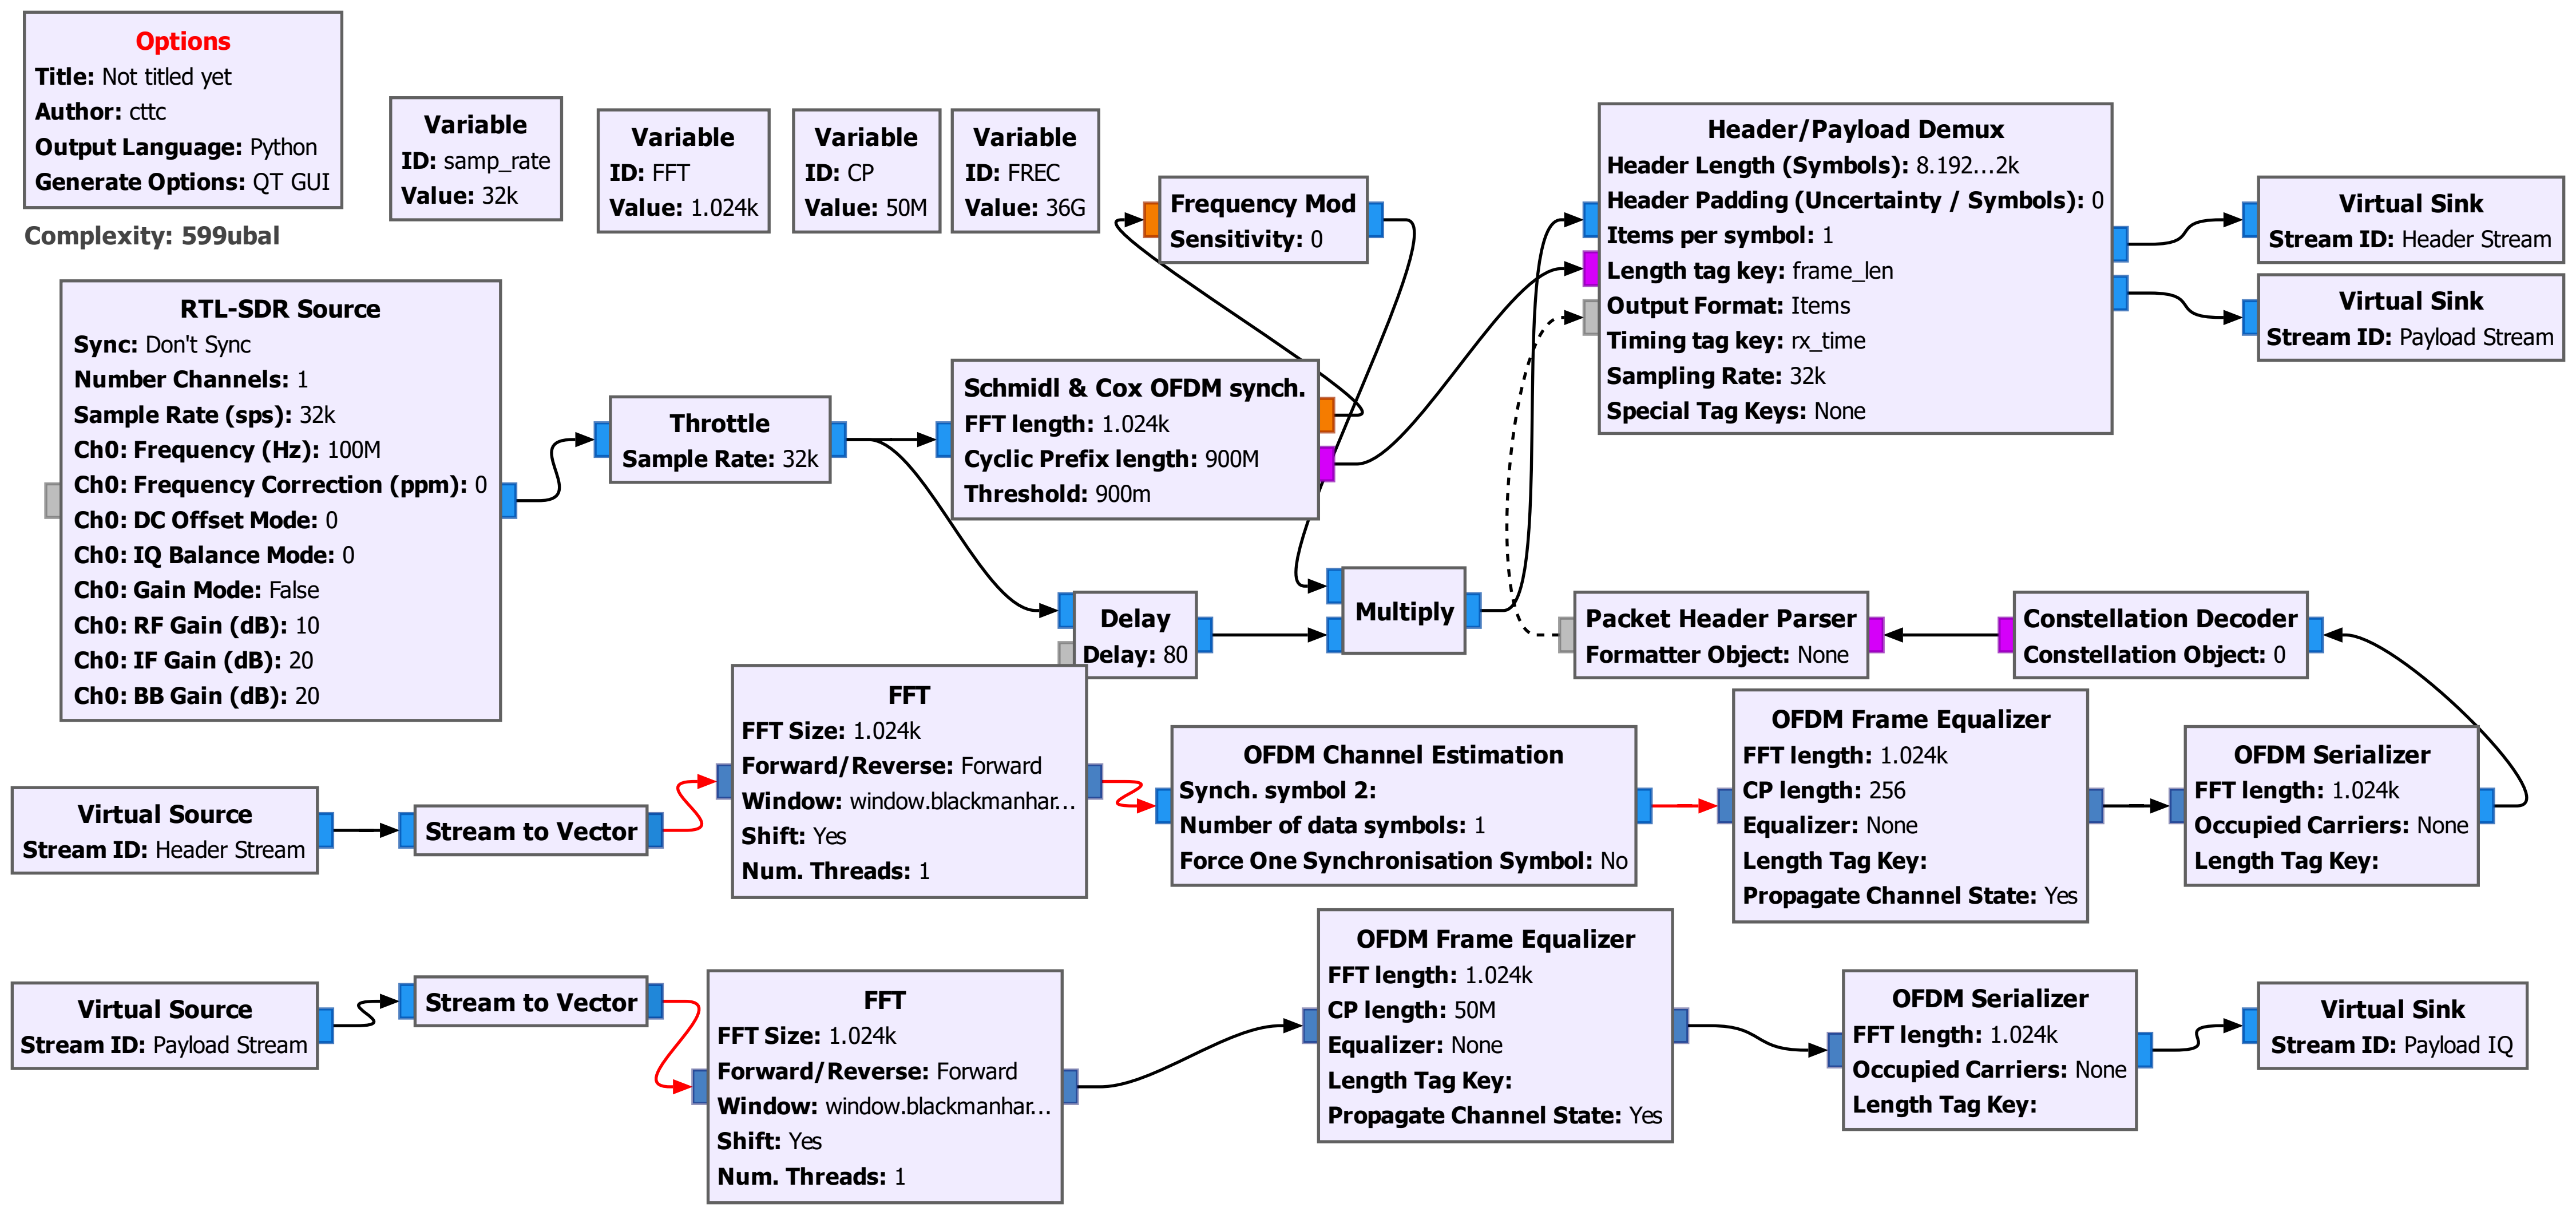 Options
Title: Not titled yet
Author: cttc
Output Language: Python
Generate Options: QT GUI
Complexity: 599ubal
Variable
ID: samp_rate
Value: 32k
Variable
ID: FFT
Value: 1.024k
Variable
ID: CP
Value: 50M
Variable
ID: FREC
Value: 36G
Frequency Mod
Sensitivity: 0
Header/Payload Demux
Header Length (Symbols): 8.192...2k
Header Padding (Uncertainty / Symbols): 0
Items per symbol: 1
Length tag key: frame_len
Output Format: Items
Timing tag key: rx_time
Sampling Rate: 32k
Special Tag Keys: None
Virtual Sink
Stream ID: Header Stream
Virtual Sink
Stream ID: Payload Stream
RTL-SDR Source
Sync: Don't Sync
Number Channels: 1
Sample Rate (sps): 32k
Ch0: Frequency (Hz): 100M
Ch0: Frequency Correction (ppm): 0
Ch0: DC Offset Mode: 0
Ch0: IQ Balance Mode: 0
Ch0: Gain Mode: False
Ch0: RF Gain (dB): 10
Ch0: IF Gain (dB): 20
Ch0: BB Gain (dB): 20
Throttle
Sample Rate: 32k
Schmidl & Cox OFDM synch.
FFT length: 1.024k
Cyclic Prefix length: 900M
Threshold: 900m
Delay
Delay: 80
Multiply
Packet Header Parser
Formatter Object: None
Constellation Decoder
Constellation Object: 0
Virtual Source
Stream ID: Header Stream
Stream to Vector
FFT
FFT Size: 1.024k
Forward/Reverse: Forward
Window: window.blackmanhar...
Shift: Yes
Num. Threads: 1
OFDM Channel Estimation
Synch. symbol 2:
Number of data symbols: 1
Force One Synchronisation Symbol: No
OFDM Frame Equalizer
FFT length: 1.024k
CP length: 256
Equalizer: None
Length Tag Key:
Propagate Channel State: Yes
OFDM Serializer
FFT length: 1.024k
Occupied Carriers: None
Length Tag Key:
Virtual Source
Stream ID: Payload Stream
Stream to Vector
FFT
FFT Size: 1.024k
Forward/Reverse: Forward
Window: window.blackmanhar...
Shift: Yes
Num. Threads: 1
OFDM Frame Equalizer
FFT length: 1.024k
CP length: 50M
Equalizer: None
Length Tag Key:
Propagate Channel State: Yes
OFDM Serializer
FFT length: 1.024k
Occupied Carriers: None
Length Tag Key:
Virtual Sink
Stream ID: Payload IQ